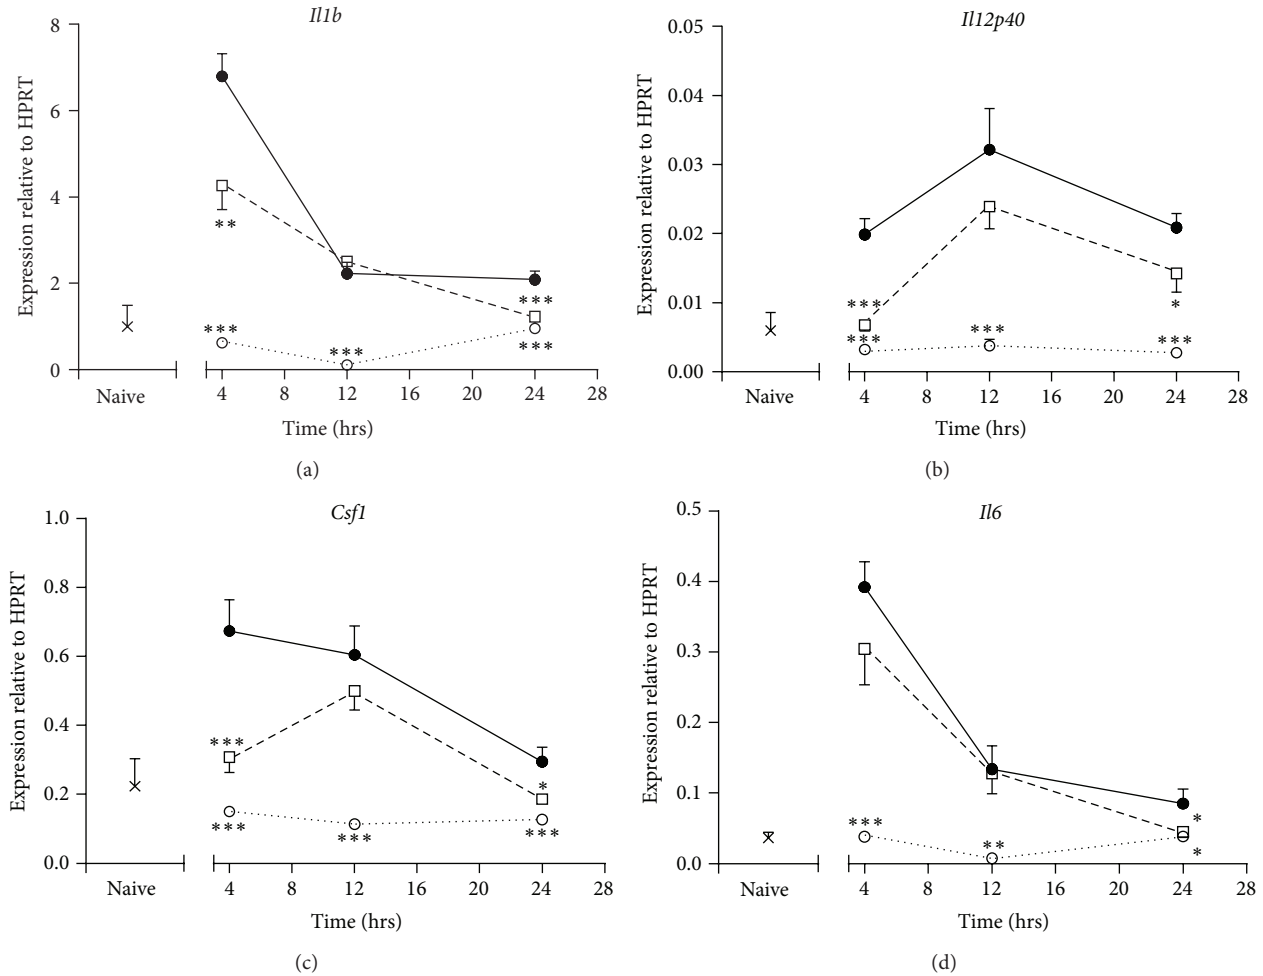 Il1b
Expression relative to HPRT
8
6
4
2
0
**
***
***
***
***
Naive
4 8 12 16 20 24 28
Time (hrs)
(a)
Il12p40
Expression relative to HPRT
0.05
0.04
0.03
0.02
0.01
0.00
***
***
***
*
***
Naive
4 8 12 16 20 24 28
Time (hrs)
(b)
Csf1
Expression relative to HPRT
1.0
0.8
0.6
0.4
0.2
0.0
***
***
***
*
***
Naive
4 8 12 16 20 24 28
Time (hrs)
(c)
Il6
Expression relative to HPRT
0.5
0.4
0.3
0.2
0.1
0.0
***
**
*
*
Naive
4 8 12 16 20 24 28
Time (hrs)
(d)